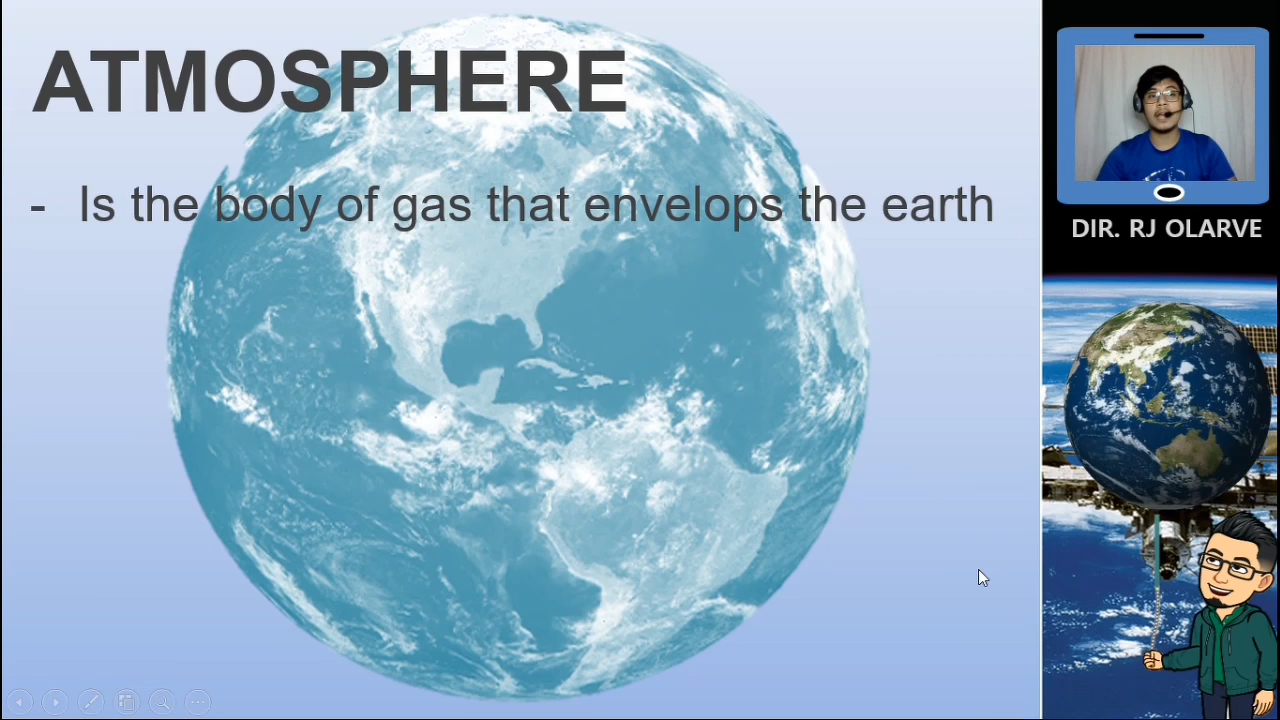 ATMOSPHERE
- Is the body of gas that envelops the earth
DIR. RJ OLARVE